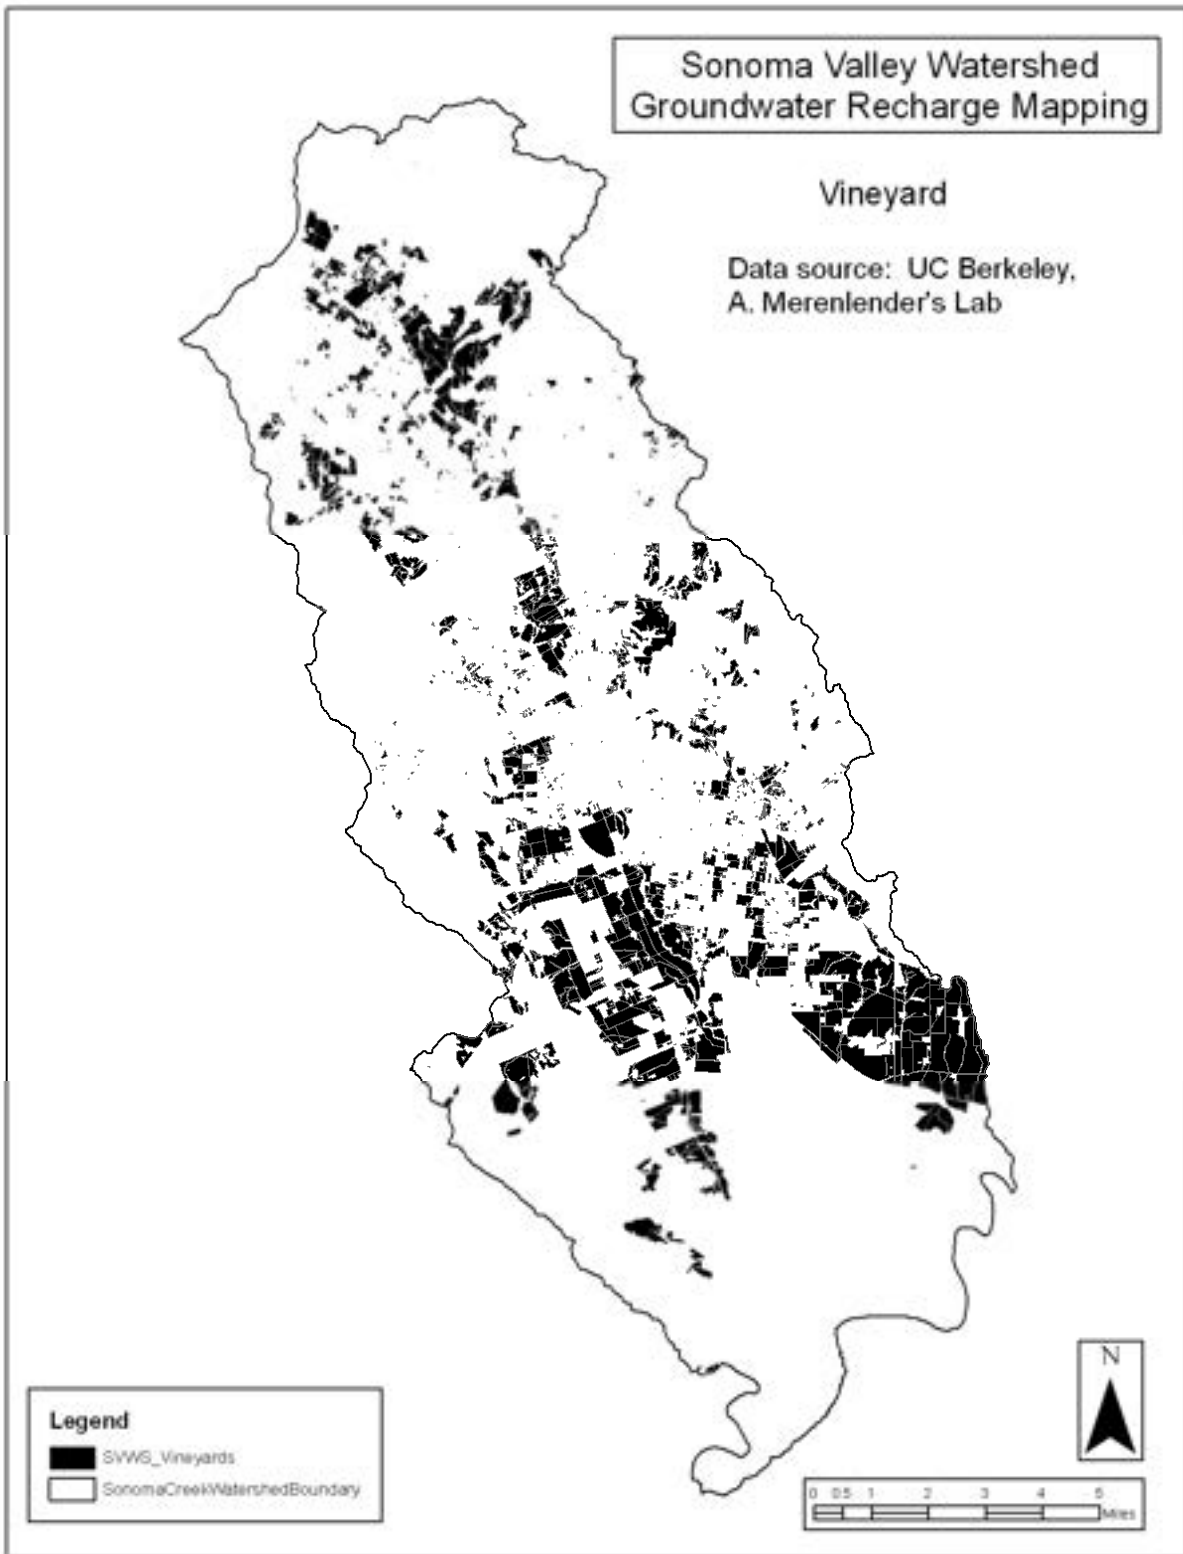 Sonoma Valley Watershed
Groundwater Recharge Mapping
Vineyard
Data source: UC Berkeley,
A. Merenlender's Lab
N
Legend
SVWS_Vineyards
SonomaCreekWatershedBoundary
0 0.5 1 2 3 4 5
Miles